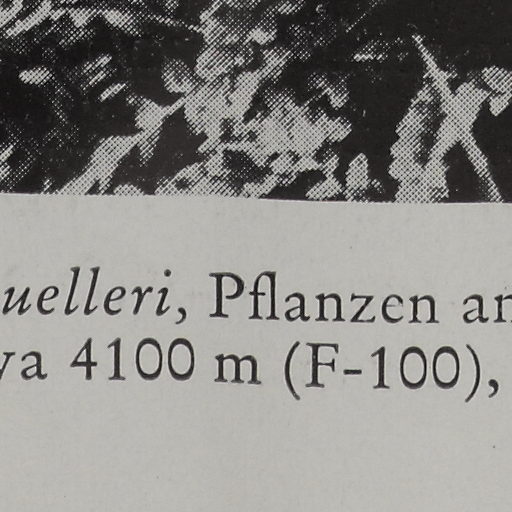 uelleri, Pflanzen an
va 4100 m (F-100),